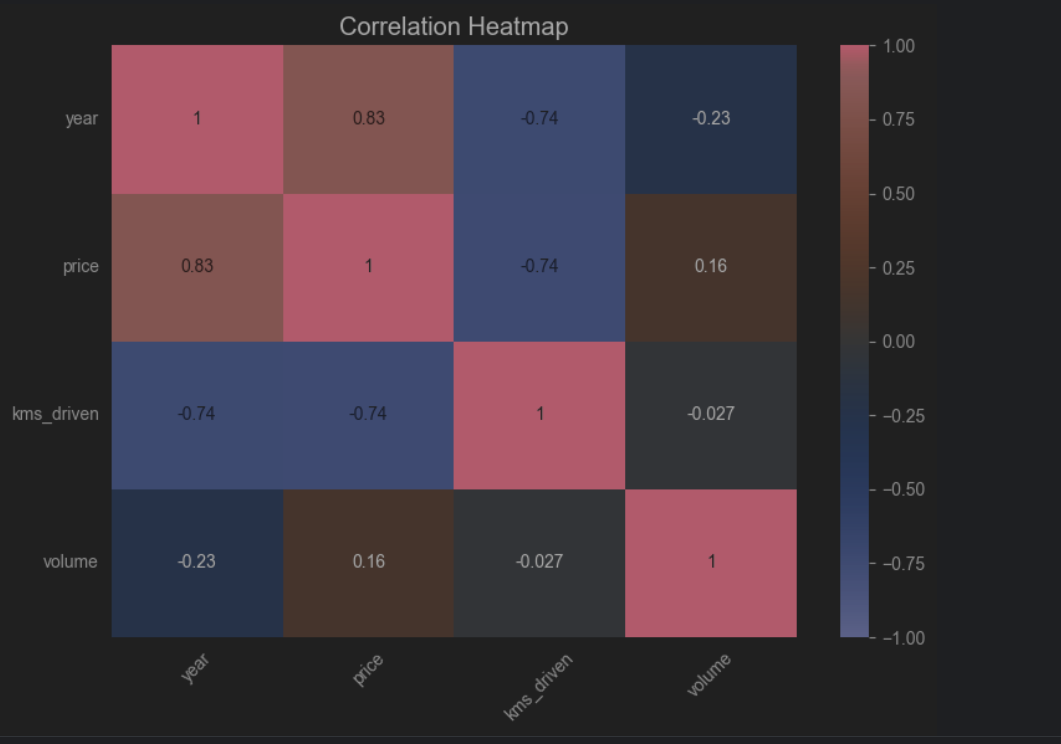 Correlation Heatmap
1.00
year 1 0.83 -0.74 -0.23
0.75
0.50
price 0.83 1 -0.74 0.16
0.25
0.00
kms_driven -0.74 -0.74 1 -0.027
−0.25
−0.50
volume -0.23 0.16 -0.027 1
−0.75
−1.00
year price kms_driven volume